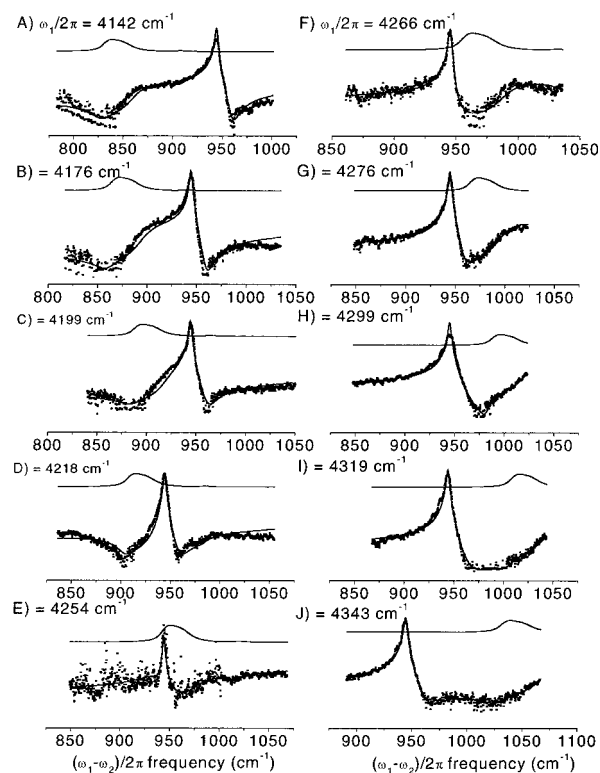 A) ω₁/2π = 4142 cm⁻¹
800 850 900 950 1000
B) = 4176 cm⁻¹
800 850 900 950 1000 1050
C) = 4199 cm⁻¹
800 850 900 950 1000 1050
D) = 4218 cm⁻¹
850 900 950 1000 1050
E) = 4254 cm⁻¹
850 900 950 1000 1050
(ω₁-ω₂)/2π frequency (cm⁻¹)
F) ω₁/2π = 4266 cm⁻¹
850 900 950 1000 1050
G) = 4276 cm⁻¹
850 900 950 1000 1050
H) = 4299 cm⁻¹
850 900 950 1000 1050
I) = 4319 cm⁻¹
850 900 950 1000 1050
J) = 4343 cm⁻¹
900 950 1000 1050 1100
(ω₁-ω₂)/2π frequency (cm⁻¹)